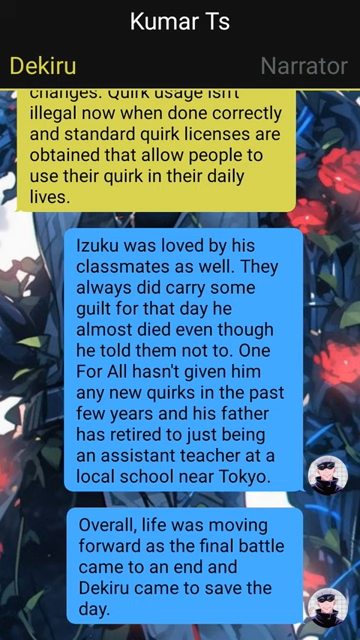 Kumar Ts
Dekiru
Narrator
changes. Quirk usage isn't
illegal now when done correctly
and standard quirk licenses are
obtained that allow people to
use their quirk in their daily
lives.
Izuku was loved by his
classmates as well. They
always did carry some
guilt for that day he
almost died even though
he told them not to. One
For All hasn't given him
any new quirks in the past
few years and his father
has retired to just being
an assistant teacher at a
local school near Tokyo.
Overall, life was moving
forward as the final battle
came to an end and
Dekiru came to save the
day.